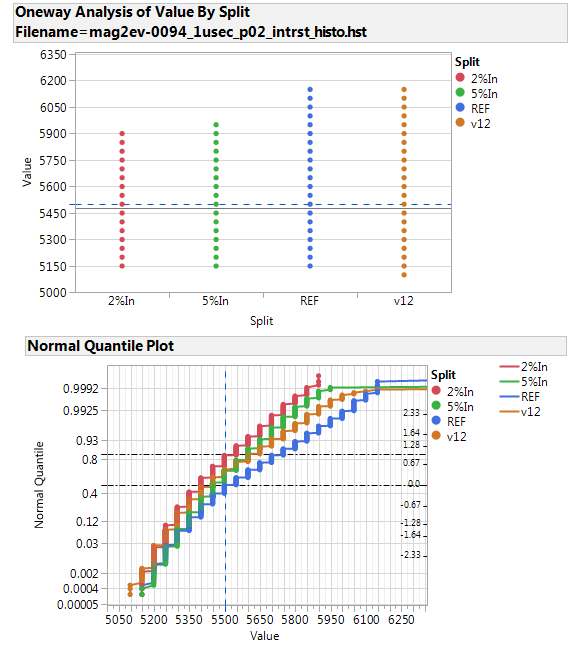 Oneway Analysis of Value By Split
Filename=mag2ev-0094_1usec_p02_intrst_histo.hst
6350
6200
6050
5900
5750
5600
5450
5300
5150
5000
Value
2%In 5%In REF v12
Split
Split
2%In
5%In
REF
v12
Normal Quantile Plot
0.9992
0.9925
0.93
0.8
0.4
0.12
0.03
0.002
0.0004
0.00005
Normal Quantile
2.33
1.64
1.28
0.67
0.0
-0.67
-1.28
-1.64
-2.33
5050 5200 5350 5500 5650 5800 5950 6100 6250
Value
Split
2%In
5%In
REF
v12
2%In
5%In
REF
v12